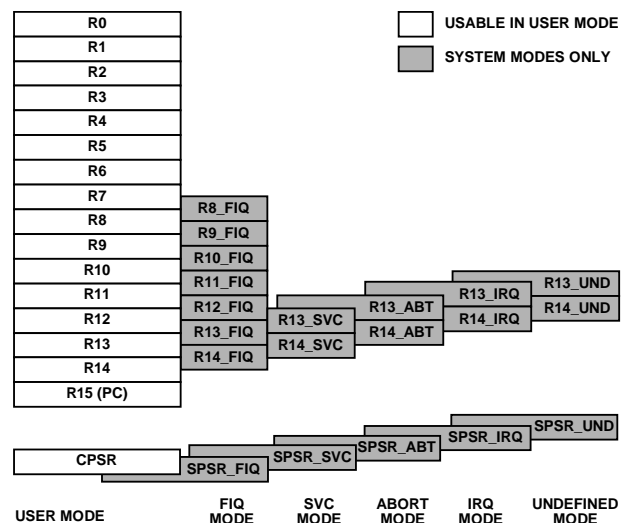 R0
R1
R2
R3
R4
R5
R6
R7
R8
R9
R10
R11
R12
R13
R14
R15 (PC)
USABLE IN USER MODE
SYSTEM MODES ONLY
R8_FIQ
R9_FIQ
R10_FIQ
R11_FIQ
R12_FIQ
R13_FIQ
R14_FIQ
R13_SVC
R14_SVC
R13_ABT
R14_ABT
R13_IRQ
R14_IRQ
R13_UND
R14_UND
CPSR
SPSR_FIQ
SPSR_SVC
SPSR_ABT
SPSR_IRQ
SPSR_UND
USER MODE
FIQ
MODE
SVC
MODE
ABORT
MODE
IRQ
MODE
UNDEFINED
MODE